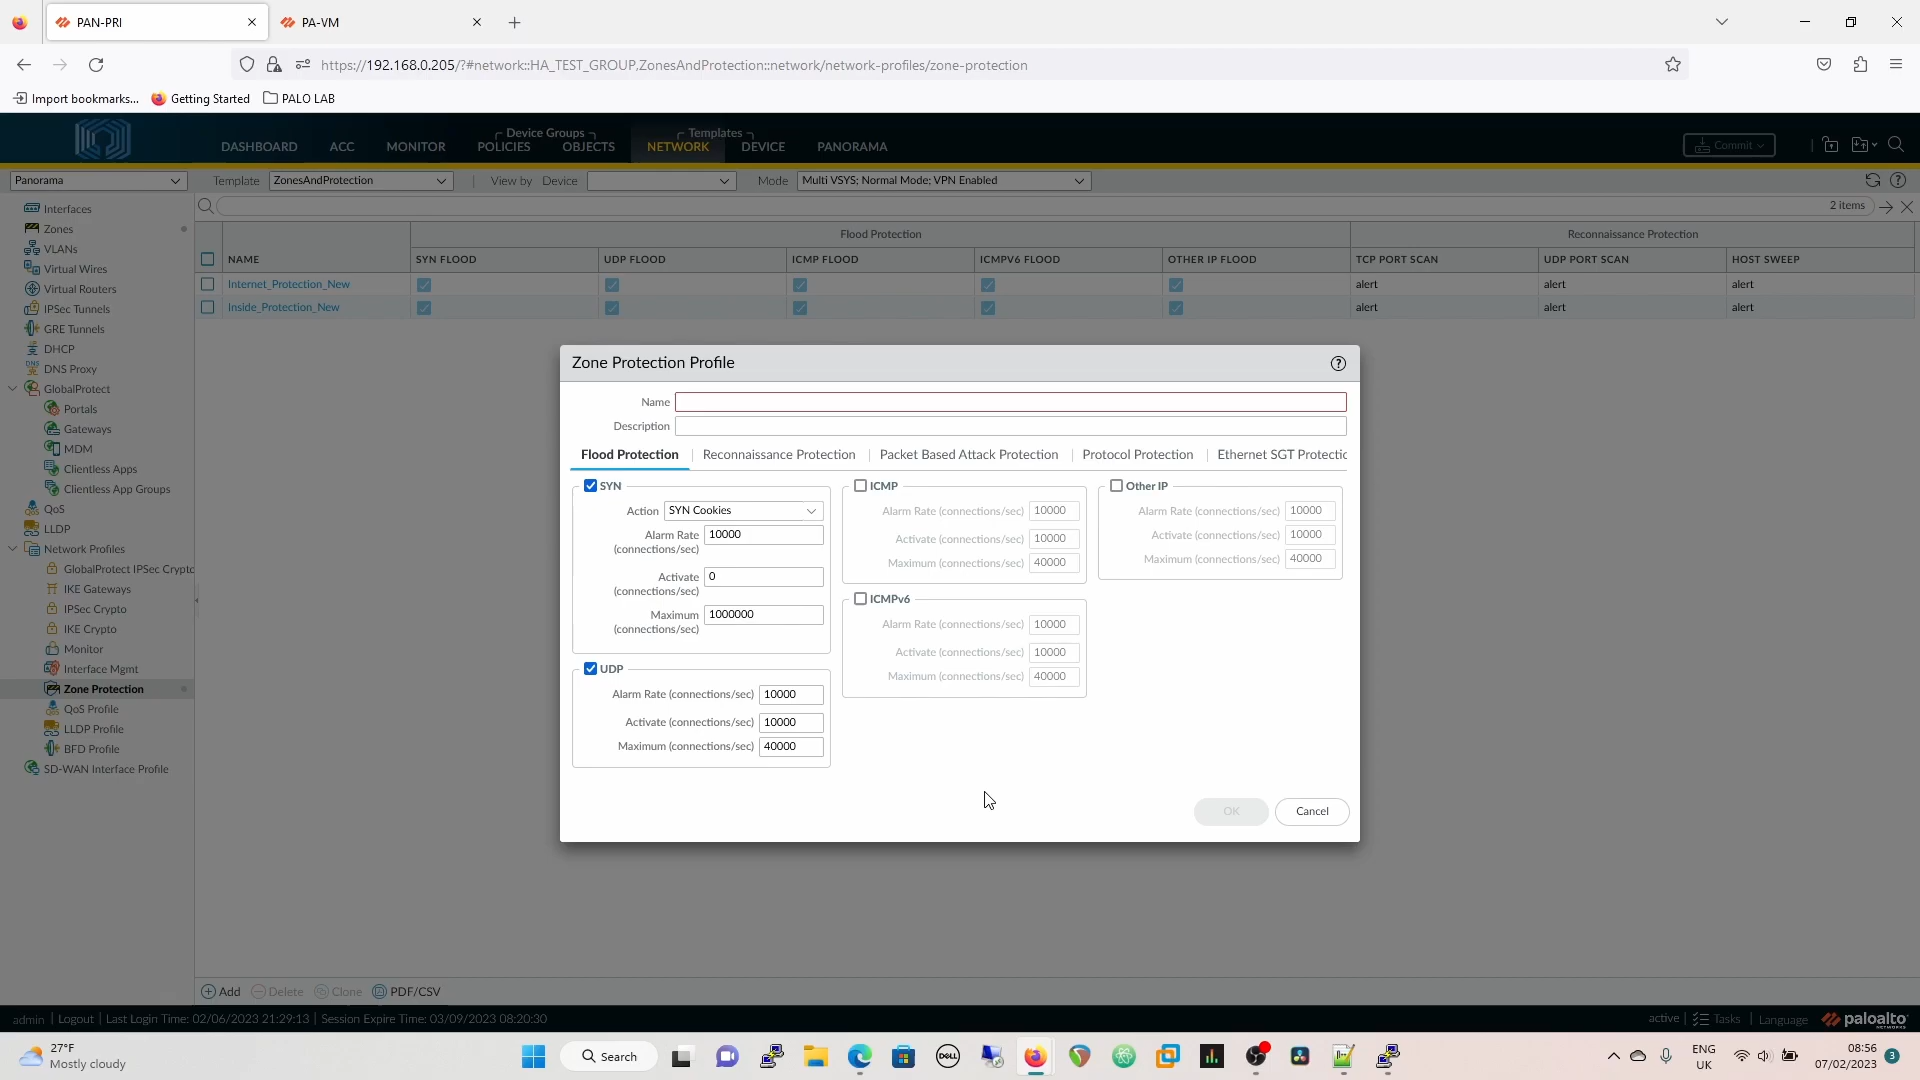 PAN-PRI
PA-VM
https://192.168.0.205/?#network::HA_TEST_GROUP,ZonesAndProtection::network/network-profiles/zone-protection
Import bookmarks...
Getting Started
PALO LAB
DASHBOARD
ACC
MONITOR
Device Groups
POLICIES
OBJECTS
Templates
NETWORK
DEVICE
PANORAMA
Commit
Panorama
Template
ZonesAndProtection
View by
Device
Mode
Multi VSYS; Normal Mode; VPN Enabled
Interfaces
Zones
VLANs
Virtual Wires
Virtual Routers
IPSec Tunnels
GRE Tunnels
DHCP
DNS Proxy
GlobalProtect
Portals
Gateways
MDM
Clientless Apps
Clientless App Groups
QoS
LLDP
Network Profiles
GlobalProtect IPSec Crypto
IKE Gateways
IPSec Crypto
IKE Crypto
Monitor
Interface Mgmt
Zone Protection
QoS Profile
LLDP Profile
BFD Profile
SD-WAN Interface Profile
2 items
Flood Protection
Reconnaissance Protection
NAME
SYN FLOOD
UDP FLOOD
ICMP FLOOD
ICMPV6 FLOOD
OTHER IP FLOOD
TCP PORT SCAN
UDP PORT SCAN
HOST SWEEP
Internet_Protection_New
alert
alert
alert
Inside_Protection_New
alert
alert
alert
Zone Protection Profile
Name
Description
Flood Protection
Reconnaissance Protection
Packet Based Attack Protection
Protocol Protection
Ethernet SGT Protectic
SYN
Action
SYN Cookies
Alarm Rate
(connections/sec)
10000
Activate
(connections/sec)
0
Maximum
(connections/sec)
1000000
UDP
Alarm Rate (connections/sec)
10000
Activate (connections/sec)
10000
Maximum (connections/sec)
40000
ICMP
Alarm Rate (connections/sec)
10000
Activate (connections/sec)
10000
Maximum (connections/sec)
40000
ICMPv6
Alarm Rate (connections/sec)
10000
Activate (connections/sec)
10000
Maximum (connections/sec)
40000
Other IP
Alarm Rate (connections/sec)
10000
Activate (connections/sec)
10000
Maximum (connections/sec)
40000
OK
Cancel
Add
Delete
Clone
PDF/CSV
admin
Logout
Last Login Time: 02/06/2023 21:29:13
Session Expire Time: 03/09/2023 08:20:30
active
Tasks
Language
paloalto
NETWORKS
27°F
Mostly cloudy
Search
DELL
ENG
UK
08:56
07/02/2023
3